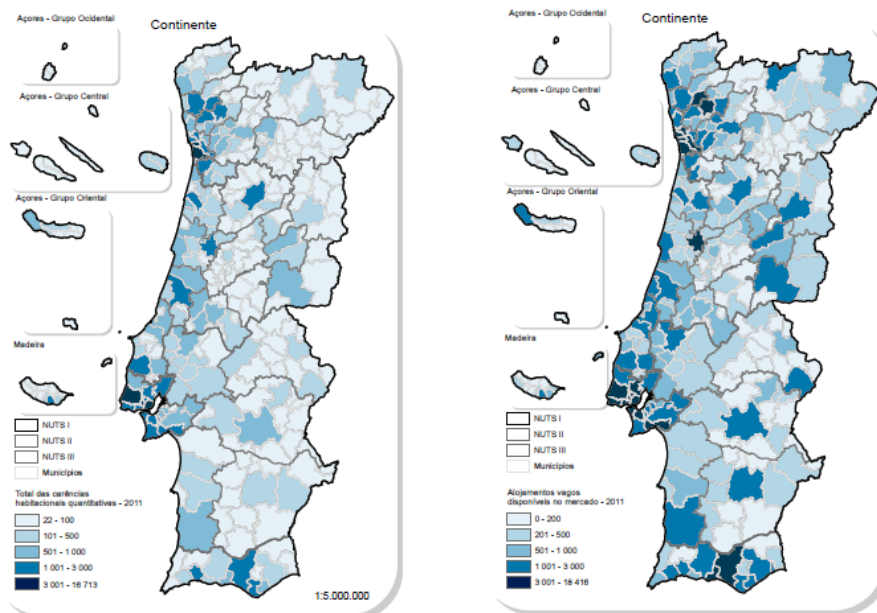 Açores - Grupo Ocidental
Continente
Açores - Grupo Central
Açores - Grupo Oriental
Madeira
NUTS I
NUTS II
NUTS III
Municípios
Total das carências
habitacionais quantitativas - 2011
22 - 100
101 - 500
501 - 1 000
1 001 - 3 000
3 001 - 16 713
1:5.000.000
Açores - Grupo Ocidental
Continente
Açores - Grupo Central
Açores - Grupo Oriental
Madeira
NUTS I
NUTS II
NUTS III
Municípios
Alojamentos vagos
disponíveis no mercado - 2011
0 - 200
201 - 500
501 - 1 000
1 001 - 3 000
3 001 - 18 416